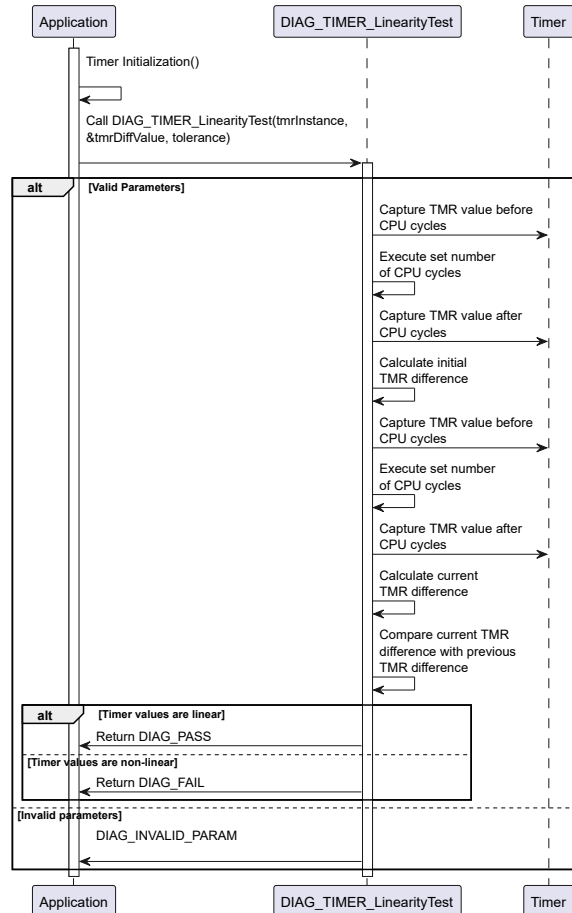 Application
DIAG_TIMER_LinearityTest
Timer
Timer Initialization()
Call DIAG_TIMER_LinearityTest(tmrInstance,
&tmrDiffValue, tolerance)
alt
[Valid Parameters]
Capture TMR value before
CPU cycles
Execute set number
of CPU cycles
Capture TMR value after
CPU cycles
Calculate initial
TMR difference
Capture TMR value before
CPU cycles
Execute set number
of CPU cycles
Capture TMR value after
CPU cycles
Calculate current
TMR difference
Compare current TMR
difference with previous
TMR difference
alt
[Timer values are linear]
Return DIAG_PASS
[Timer values are non-linear]
Return DIAG_FAIL
[Invalid parameters]
DIAG_INVALID_PARAM
Application
DIAG_TIMER_LinearityTest
Timer